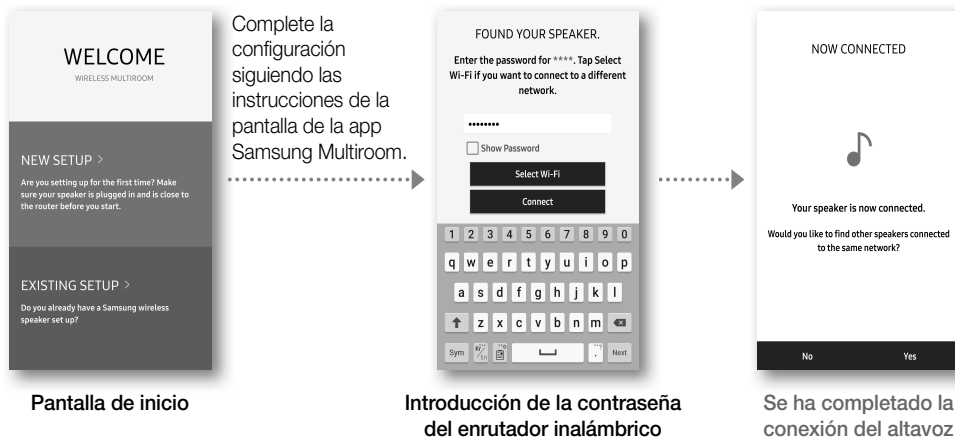 WELCOME
WIRELESS MULTIROOM
NEW SETUP >
Are you setting up for the first time? Make
sure your speaker is plugged in and is close to
the router before you start.
EXISTING SETUP >
Do you already have a Samsung wireless
speaker set up?
Pantalla de inicio
Complete la
configuración
siguiendo las
instrucciones de la
pantalla de la app
Samsung Multiroom.
FOUND YOUR SPEAKER.
Enter the password for ****. Tap Select
Wi-Fi if you want to connect to a different
network.
••••••••
Show Password
Select Wi-Fi
Connect
1 2 3 4 5 6 7 8 9 0
q w e r t y u i o p
a s d f g h j k l
z x c v b n m
Sym En . Next
Introducción de la contraseña
del enrutador inalámbrico
NOW CONNECTED
Your speaker is now connected.
Would you like to find other speakers connected
to the same network?
No Yes
Se ha completado la
conexión del altavoz